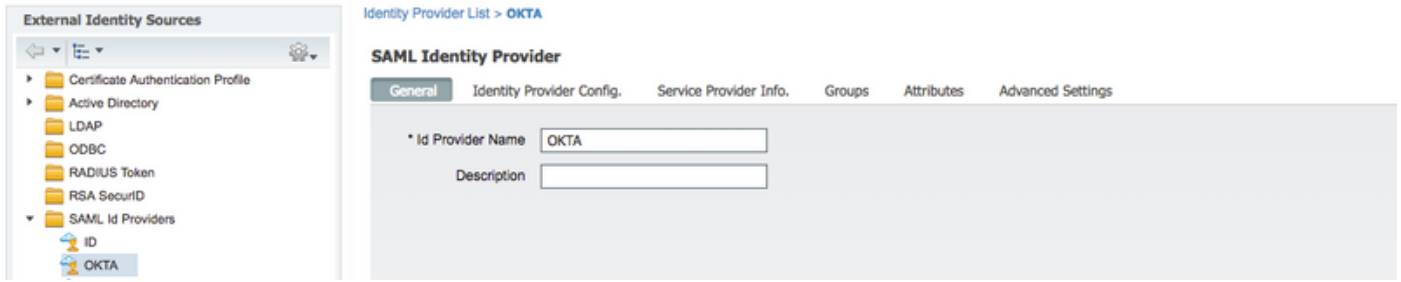 External Identity Sources
Certificate Authentication Profile
Active Directory
LDAP
ODBC
RADIUS Token
RSA SecurID
SAML Id Providers
ID
OKTA
Identity Provider List > OKTA
SAML Identity Provider
General Identity Provider Config. Service Provider Info. Groups Attributes Advanced Settings
* Id Provider Name OKTA
Description